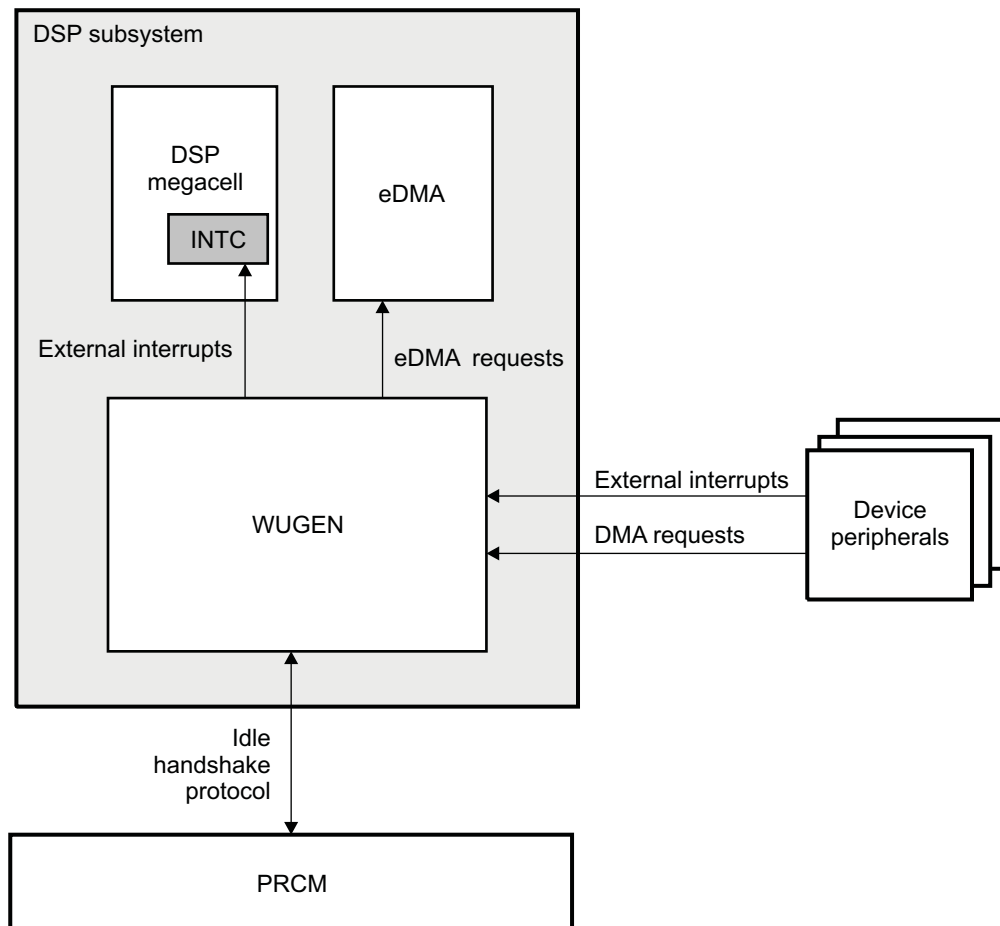 DSP subsystem
DSP
megacell
INTC
eDMA
External interrupts
eDMA requests
WUGEN
External interrupts
DMA requests
Device
peripherals
Idle
handshake
protocol
PRCM